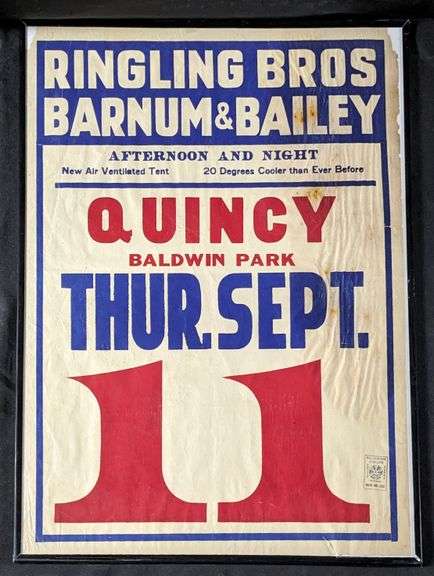 RINGLING BROS
BARNUM & BAILEY
AFTERNOON AND NIGHT
New Air Ventilated Tent 20 Degrees Cooler than Ever Before
QUINCY
BALDWIN PARK
THUR. SEPT.
11